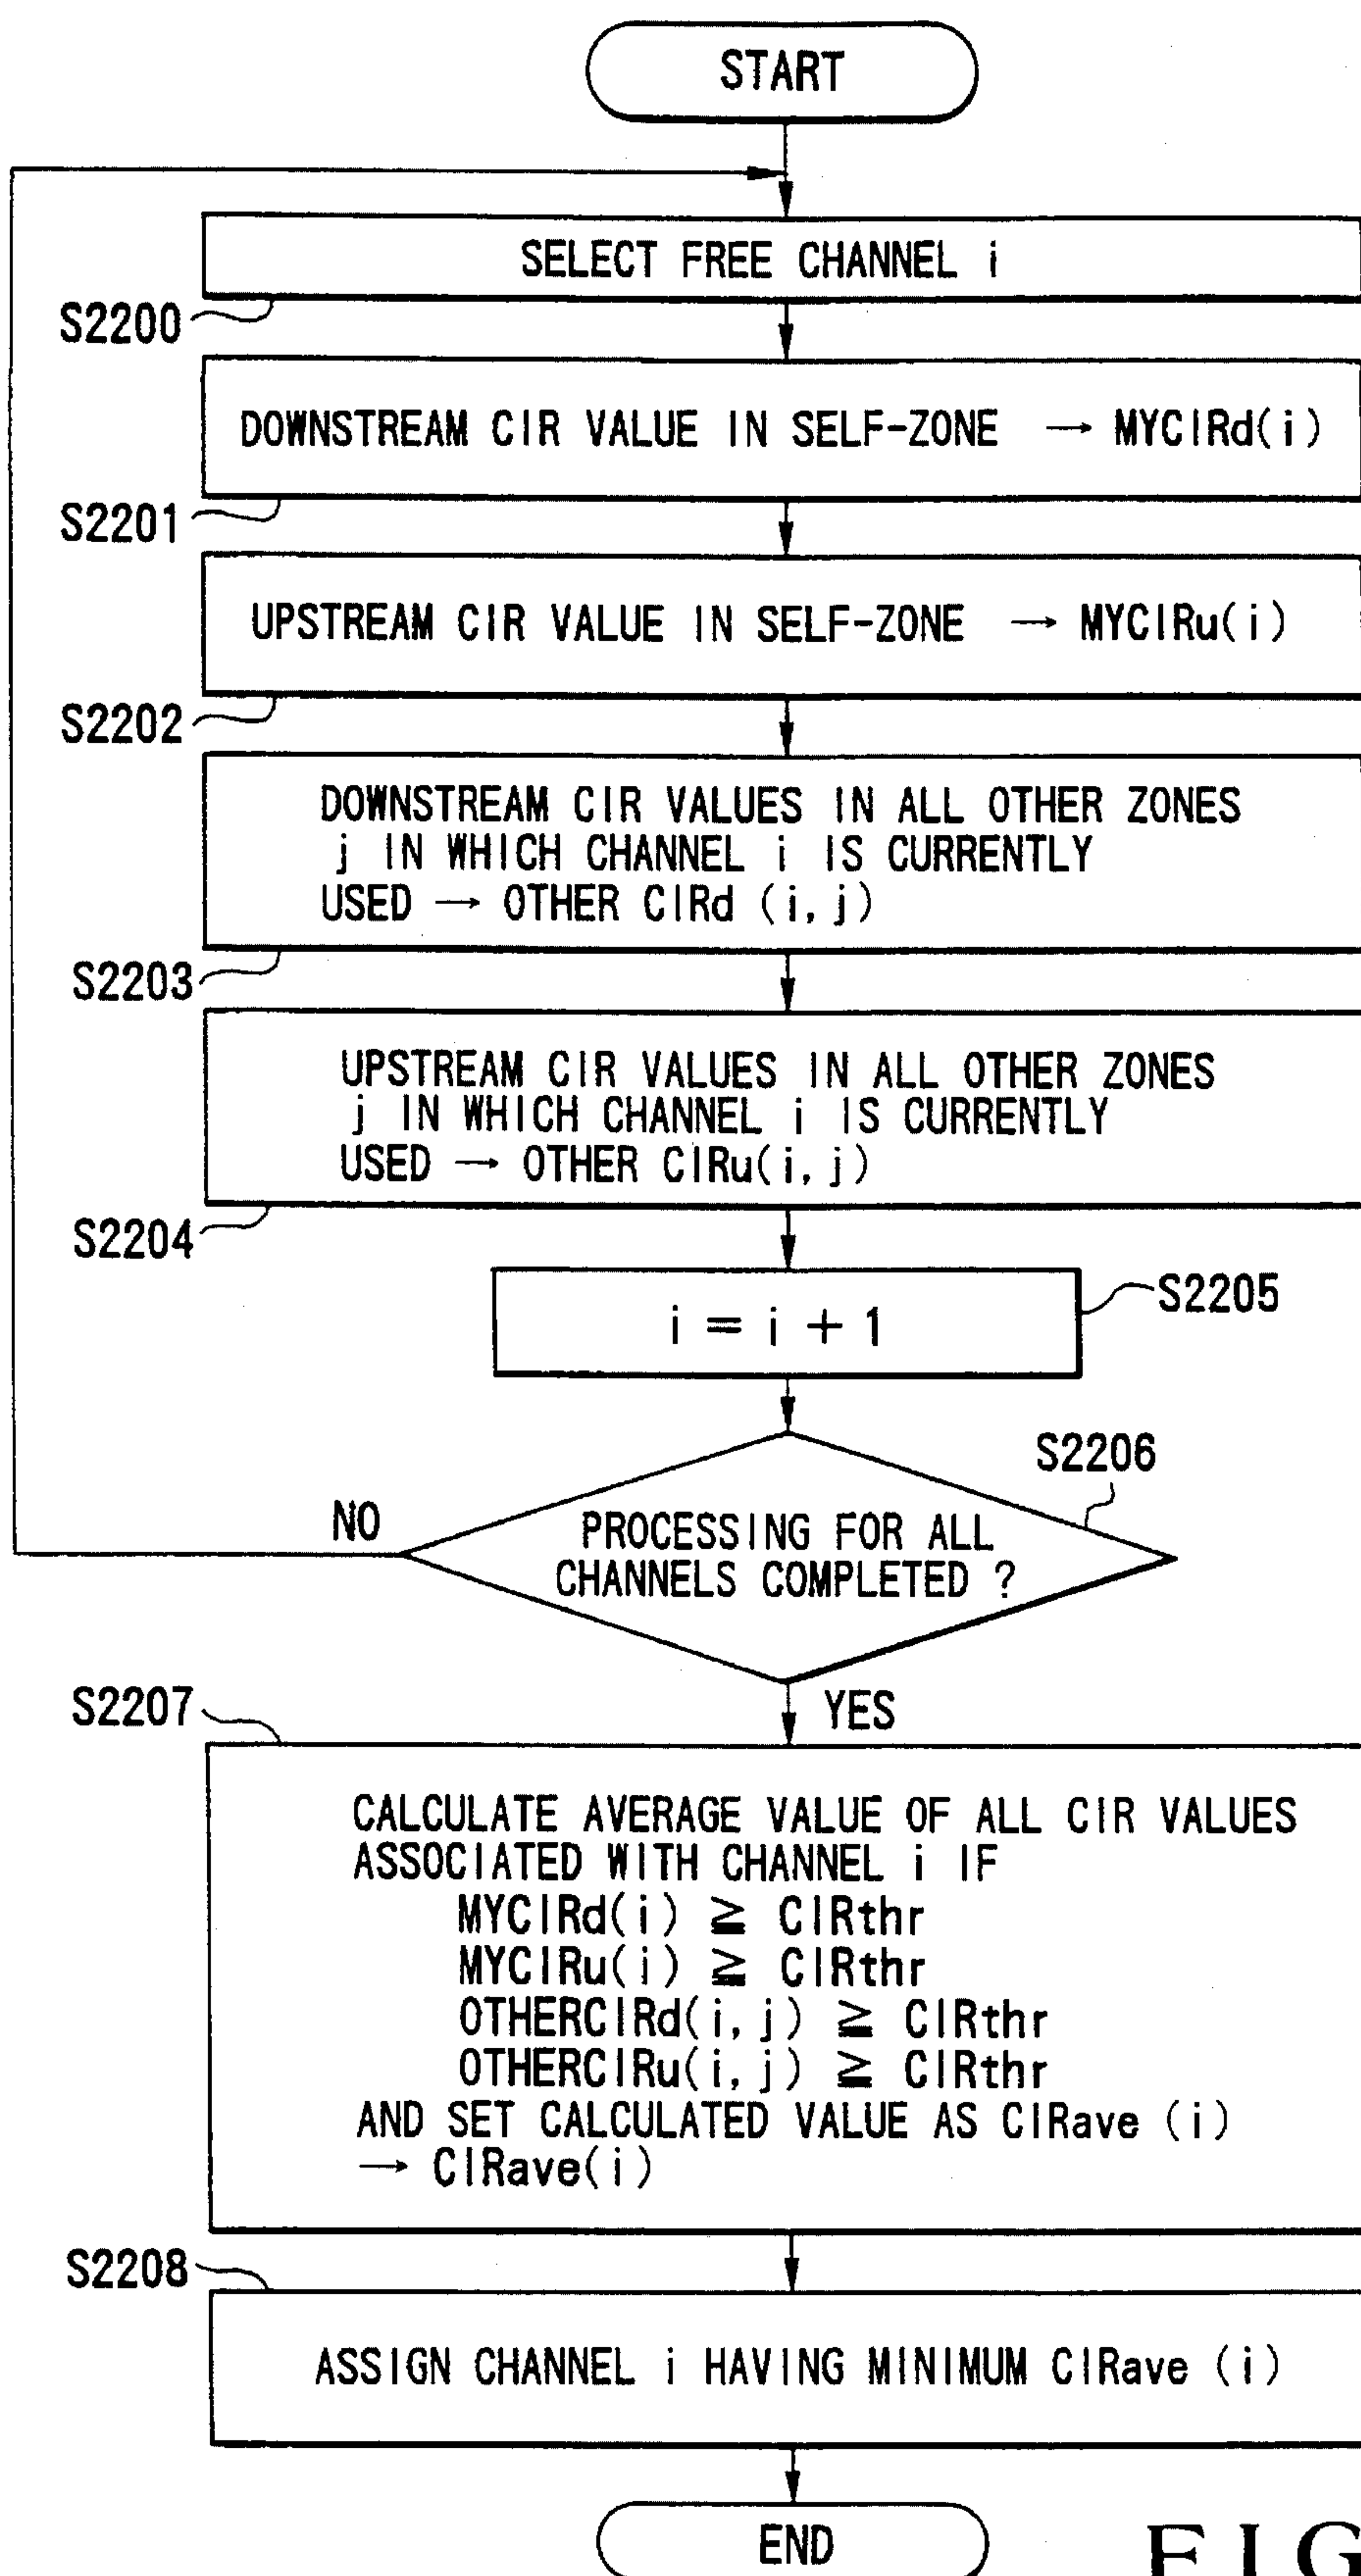 START
SELECT FREE CHANNEL i
S2200
DOWNSTREAM CIR VALUE IN SELF-ZONE → MYCIRd(i)
S2201
UPSTREAM CIR VALUE IN SELF-ZONE → MYCIRu(i)
S2202
DOWNSTREAM CIR VALUES IN ALL OTHER ZONES
j IN WHICH CHANNEL i IS CURRENTLY
USED → OTHER CIRd (i,j)
S2203
UPSTREAM CIR VALUES IN ALL OTHER ZONES
j IN WHICH CHANNEL i IS CURRENTLY
USED → OTHER CIRu(i,j)
S2204
S2205
i = i + 1
S2206
NO
PROCESSING FOR ALL
CHANNELS COMPLETED ?
YES
S2207
CALCULATE AVERAGE VALUE OF ALL CIR VALUES
ASSOCIATED WITH CHANNEL i IF
MYCIRd(i) ≧ CIRthr
MYCIRu(i) ≧ CIRthr
OTHERCIRd(i,j) ≧ CIRthr
OTHERCIRu(i,j) ≧ CIRthr
AND SET CALCULATED VALUE AS CIRave (i)
→ CIRave(i)
S2208
ASSIGN CHANNEL i HAVING MINIMUM CIRave (i)
END
FIG